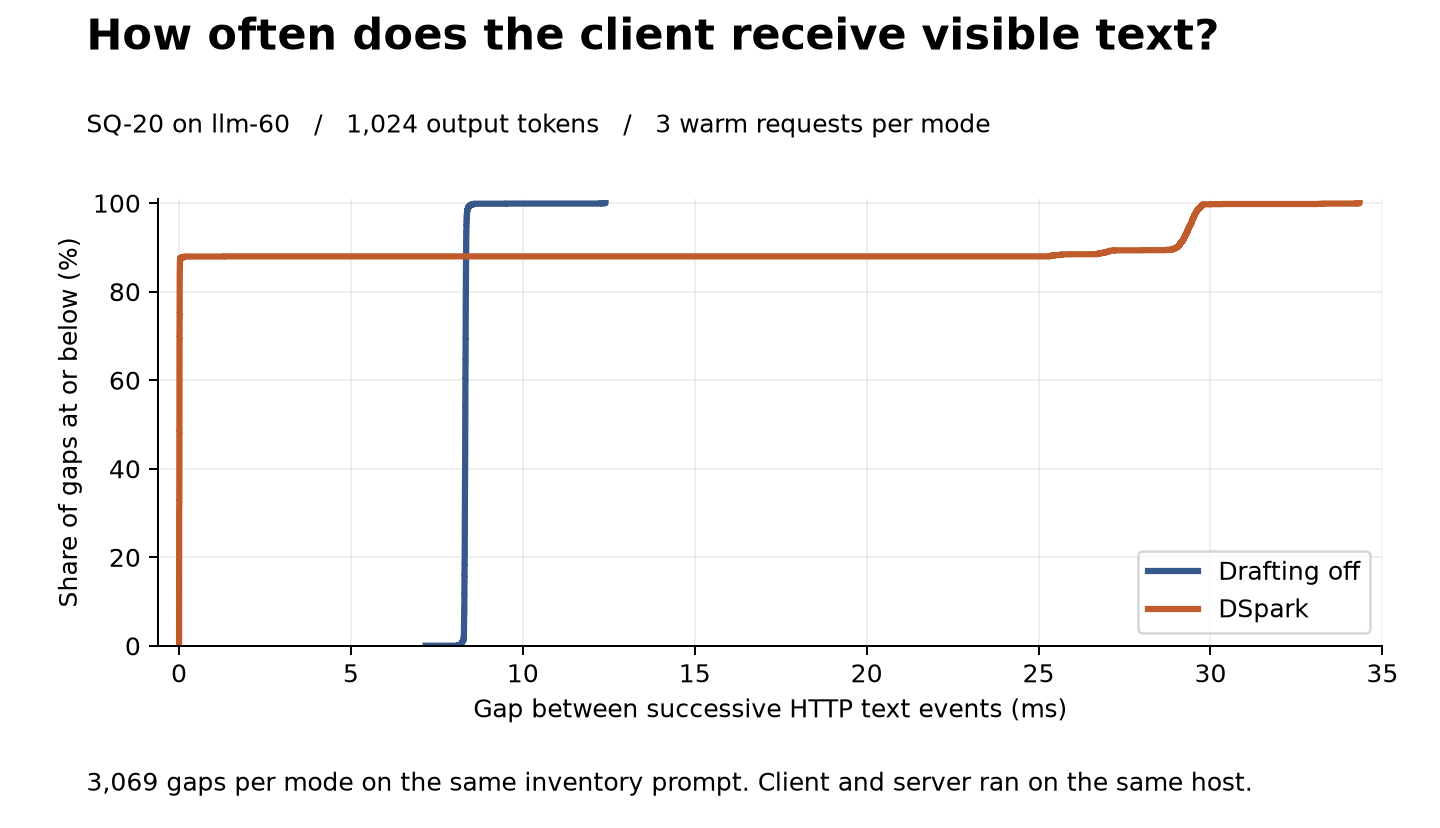 How often does the client receive visible text?
SQ-20 on llm-60 / 1,024 output tokens / 3 warm requests per mode
Share of gaps at or below (%)
100
80
60
40
20
0
Drafting off
DSpark
0 5 10 15 20 25 30 35
Gap between successive HTTP text events (ms)
3,069 gaps per mode on the same inventory prompt. Client and server ran on the same host.